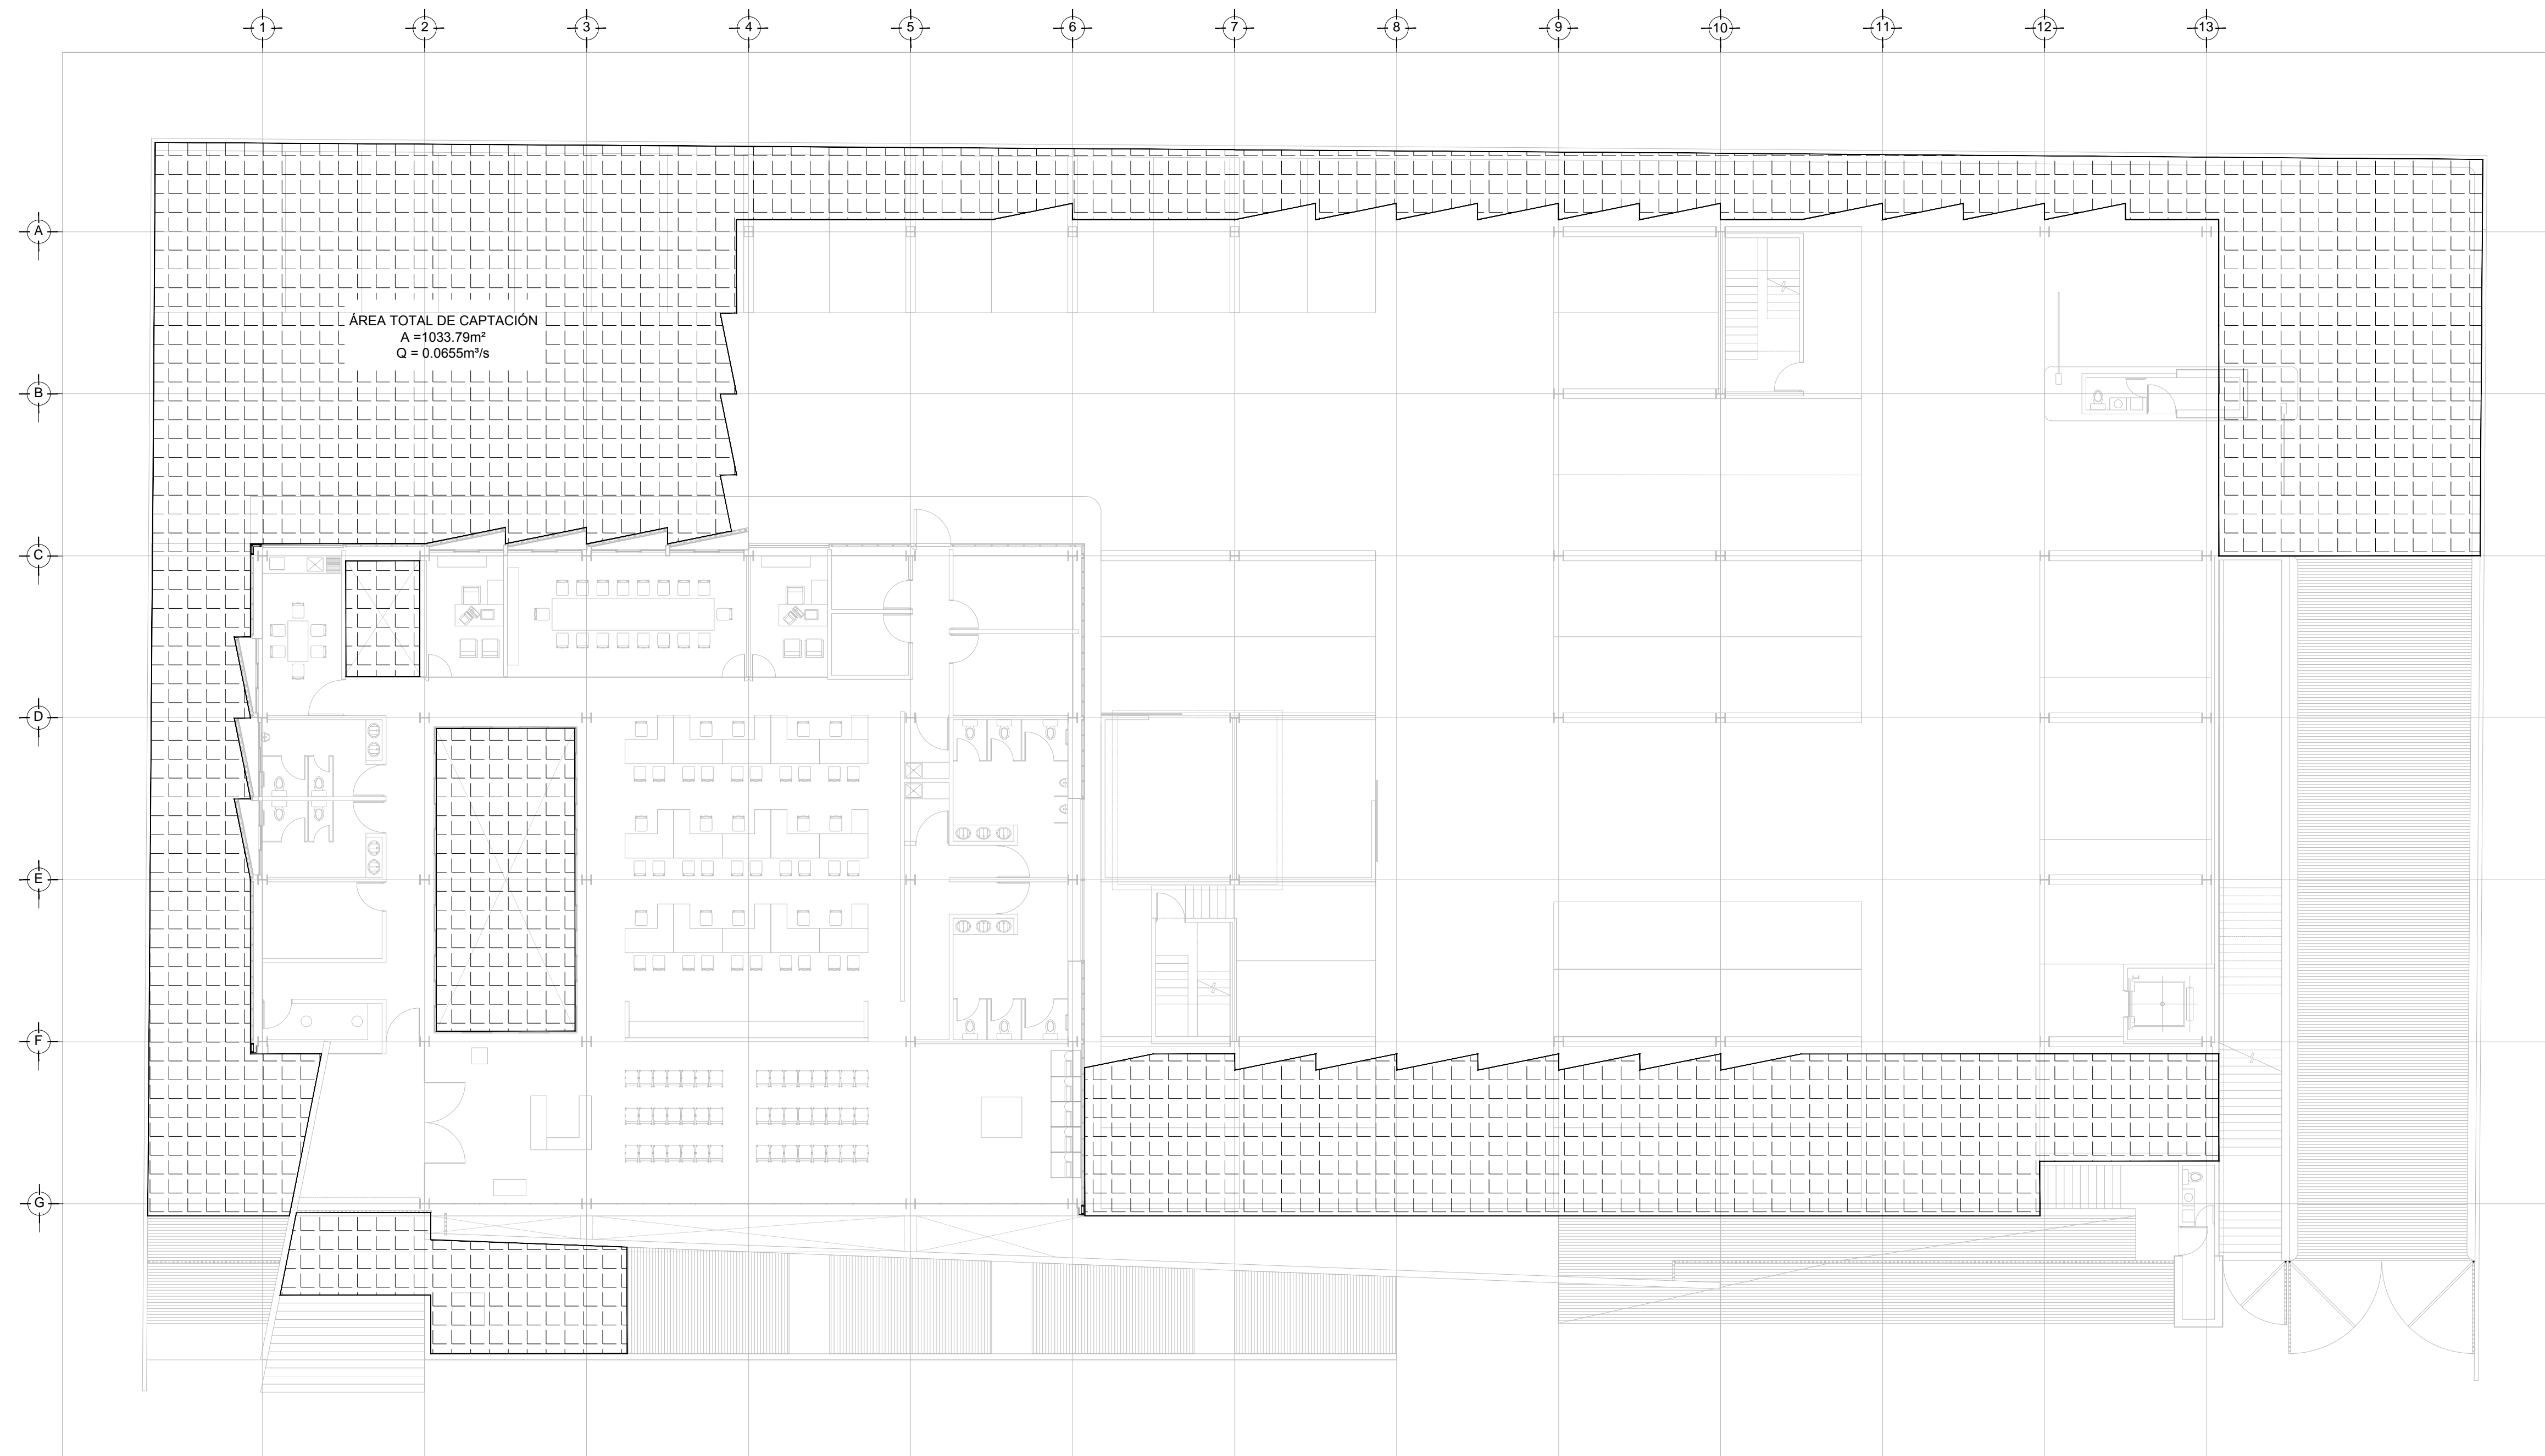 1 2 3 4 5 6 7 8 9 10 11 12 13
A
ÁREA TOTAL DE CAPTACIÓN
A =1033.79m²
Q = 0.0655m³/s
B
C
D
E
F
G